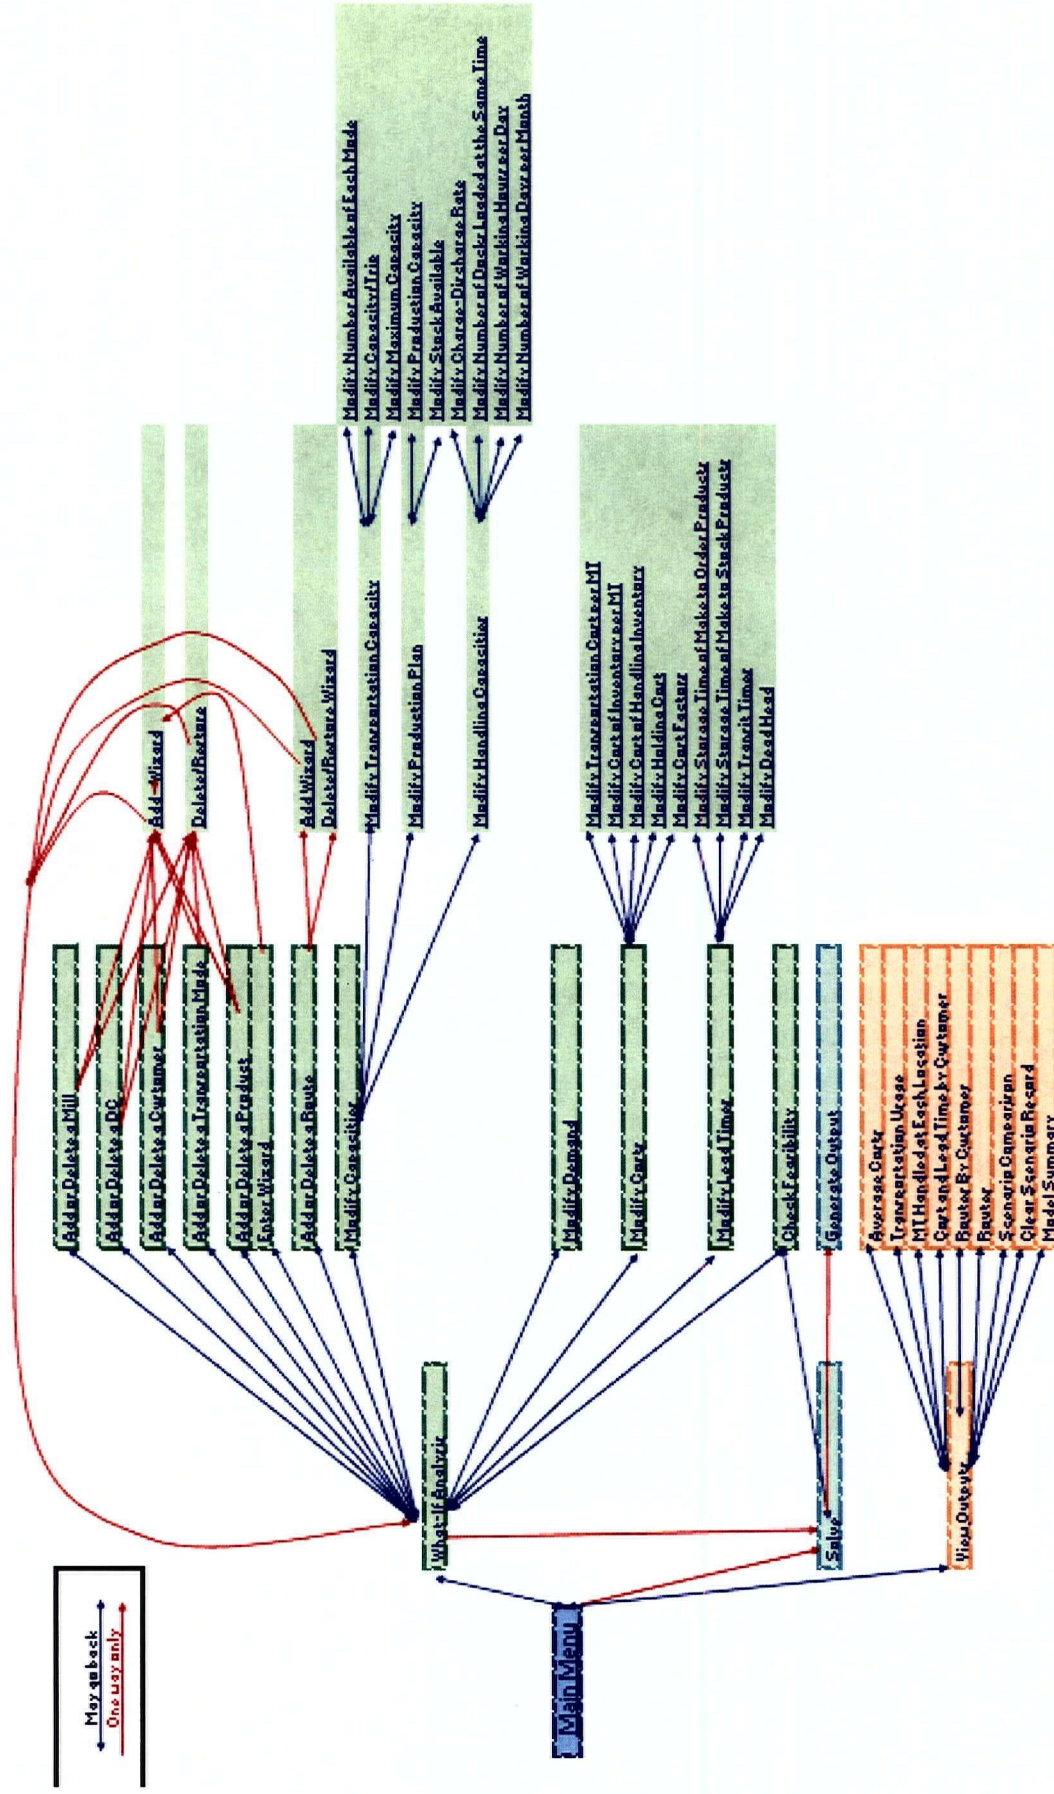 May go back
One way only
Main Menu
What-If Analysis
Solve
View Outputs
Add or Delete a Mill
Add or Delete a DC
Add or Delete a Customer
Add or Delete a Transportation Mode
Add or Delete a Product
Enter Wizard
Add or Delete a Route
Modify Capacities
Modify Demand
Modify Costs
Modify Lead Times
Check Feasibility
Generate Output
Average Costs
Transportation Usage
MT Handled at Each Location
Cost and Lead Time by Customer
Routes By Customer
Routes
Scenario Comparison
Clear Scenario Record
Model Summary
Add-Wizard
Delete/Restore
Add Wizard
Delete/Restore Wizard
Modify Transportation Capacity
Modify Production Plan
Modify Handling Capacities
Modify Transportation Cost per MT
Modify Cost of Inventory per MT
Modify Cost of Handling Inventory
Modify Holding Cost
Modify Cost Factors
Modify Storage Time of Make to Order Products
Modify Storage Time of Make to Stock Products
Modify Transit Times
Modify Dead Head
Modify Number Available of Each Mode
Modify Capacity/Trip
Modify Maximum Capacity
Modify Production Capacity
Modify Stock Available
Modify Charge-Discharge Rate
Modify Number of Docks Loaded at the Same Time
Modify Number of Working Hours per Day
Modify Number of Working Days per Month